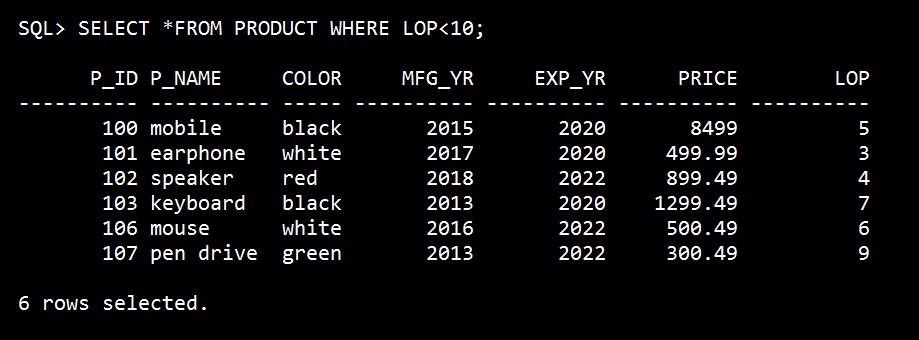 SQL> SELECT *FROM PRODUCT WHERE LOP<10;
      P_ID P_NAME     COLOR     MFG_YR     EXP_YR      PRICE        LOP
---------- ---------- ----- ---------- ---------- ---------- ----------
       100 mobile     black       2015       2020       8499          5
       101 earphone   white       2017       2020     499.99          3
       102 speaker    red         2018       2022     899.49          4
       103 keyboard   black       2013       2020    1299.49          7
       106 mouse      white       2016       2022     500.49          6
       107 pen drive  green       2013       2022     300.49          9
6 rows selected.